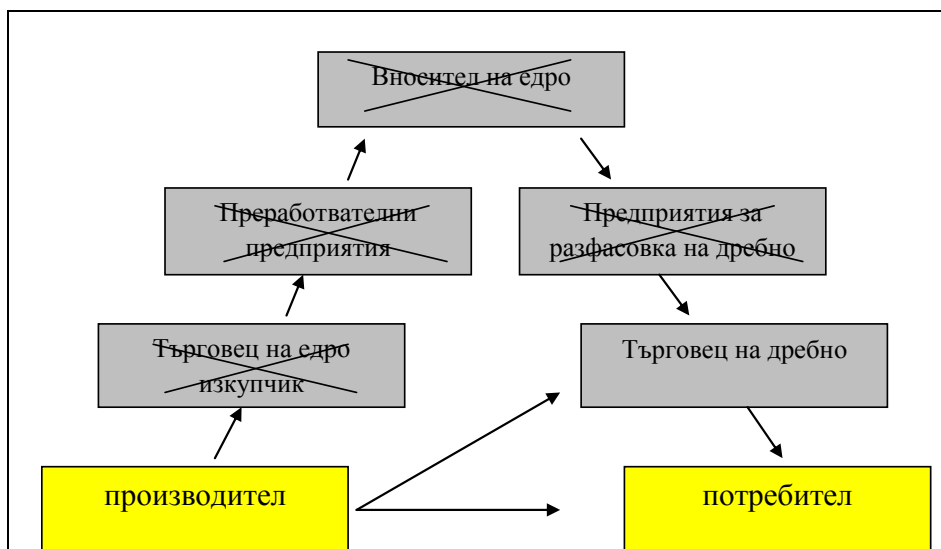 Вносител на едро
Преработвателни
предприятия
Предприятия за
разфасовка на дребно
Търговец на едро
изкупчик
Търговец на дребно
производител
потребител